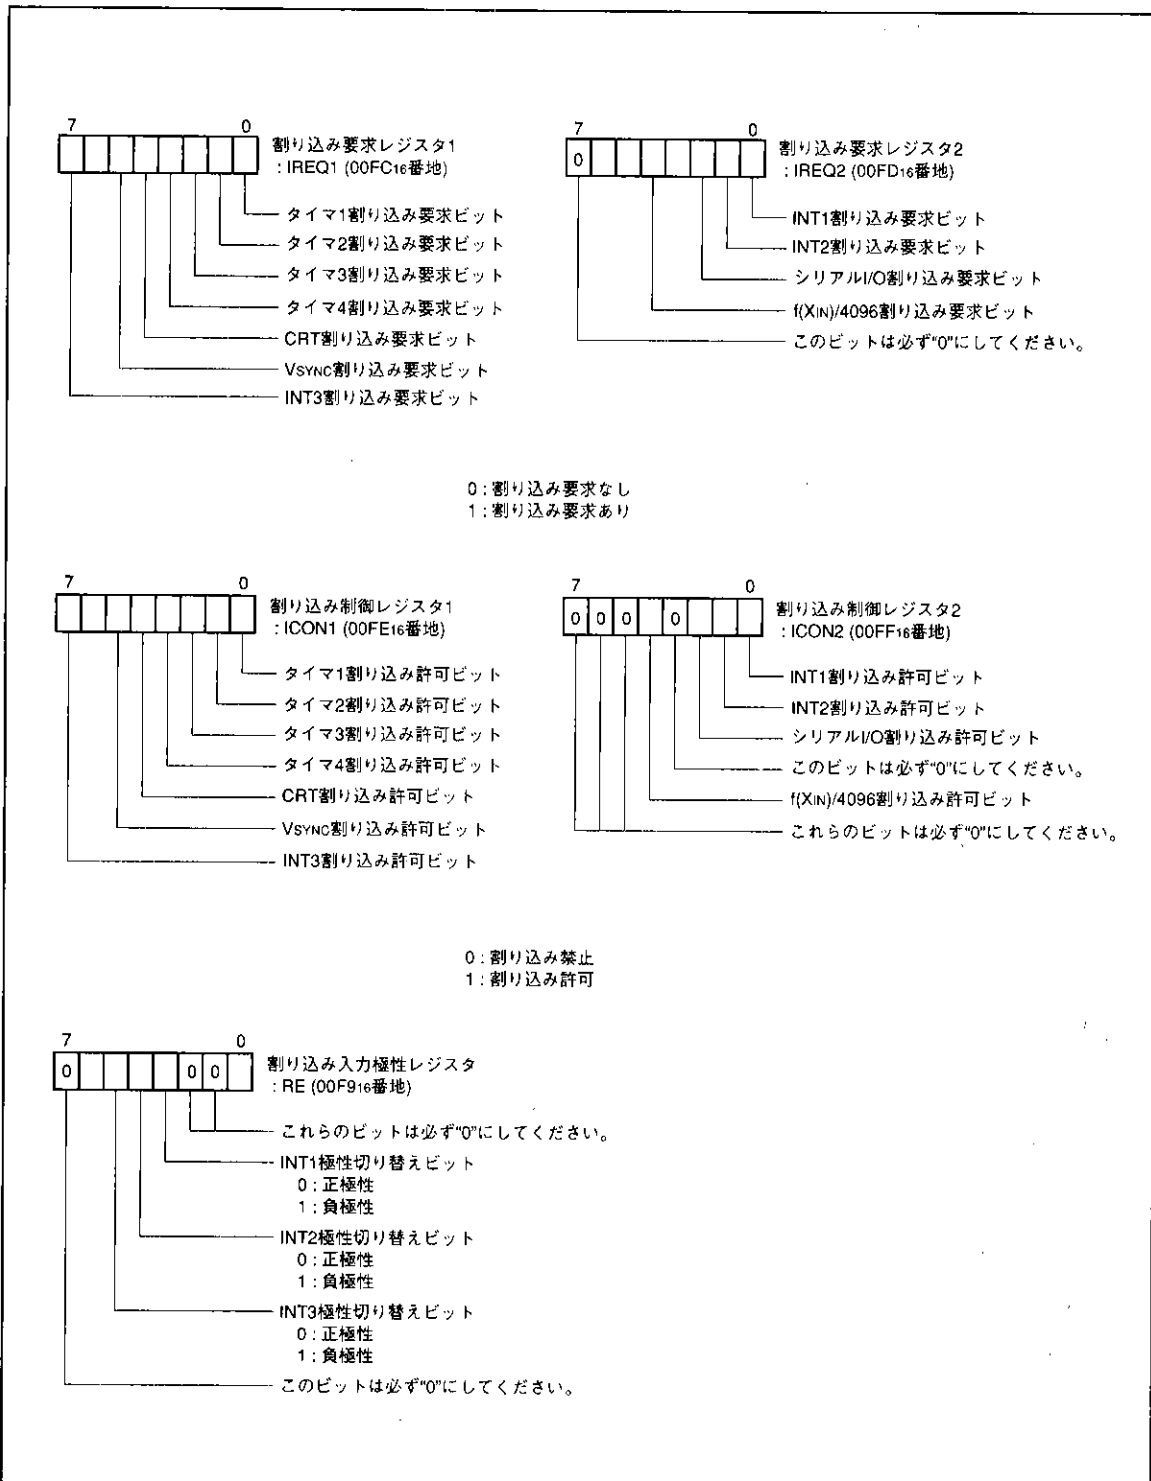 7 0
割り込み要求レジスタ1
: IREQ1 (00FC16番地)
タイマ1割り込み要求ビット
タイマ2割り込み要求ビット
タイマ3割り込み要求ビット
タイマ4割り込み要求ビット
CRT割り込み要求ビット
VSYNC割り込み要求ビット
INT3割り込み要求ビット
7 0
0
割り込み要求レジスタ2
: IREQ2 (00FD16番地)
INT1割り込み要求ビット
INT2割り込み要求ビット
シリアルI/O割り込み要求ビット
f(XIN)/4096割り込み要求ビット
このビットは必ず"0"にしてください。
0 : 割り込み要求なし
1 : 割り込み要求あり
7 0
割り込み制御レジスタ1
: ICON1 (00FE16番地)
タイマ1割り込み許可ビット
タイマ2割り込み許可ビット
タイマ3割り込み許可ビット
タイマ4割り込み許可ビット
CRT割り込み許可ビット
VSYNC割り込み許可ビット
INT3割り込み許可ビット
7 0
0 0 0 0
割り込み制御レジスタ2
: ICON2 (00FF16番地)
INT1割り込み許可ビット
INT2割り込み許可ビット
シリアルI/O割り込み許可ビット
このビットは必ず"0"にしてください。
f(XIN)/4096割り込み許可ビット
これらのビットは必ず"0"にしてください。
0 : 割り込み禁止
1 : 割り込み許可
7 0
0 0 0
割り込み入力極性レジスタ
: RE (00F916番地)
これらのビットは必ず"0"にしてください。
INT1極性切り替えビット
0 : 正極性
1 : 負極性
INT2極性切り替えビット
0 : 正極性
1 : 負極性
INT3極性切り替えビット
0 : 正極性
1 : 負極性
このビットは必ず"0"にしてください。